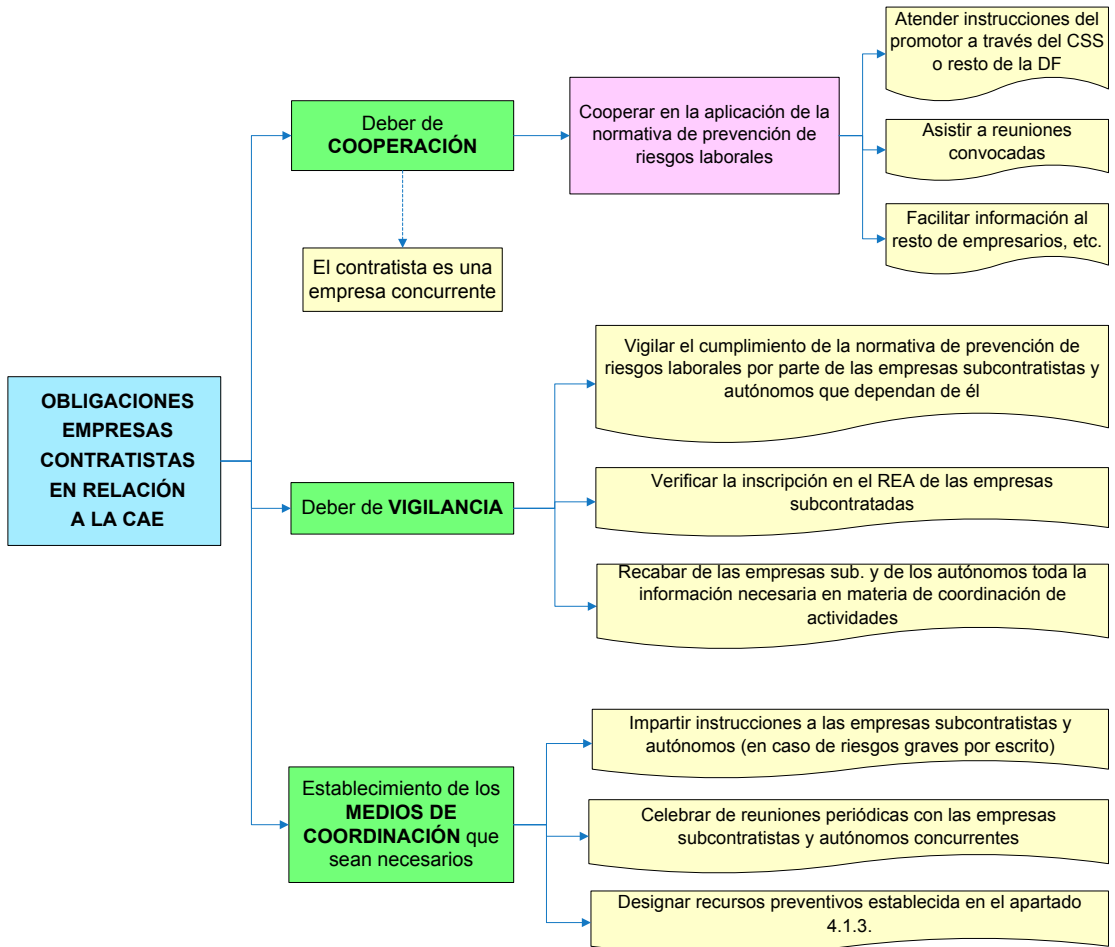 OBLIGACIONES
EMPRESAS
CONTRATISTAS
EN RELACIÓN
A LA CAE
Deber de
COOPERACIÓN
El contratista es una
empresa concurrente
Cooperar en la aplicación de la
normativa de prevención de
riesgos laborales
Atender instrucciones del
promotor a través del CSS
o resto de la DF
Asistir a reuniones
convocadas
Facilitar información al
resto de empresarios, etc.
Deber de VIGILANCIA
Vigilar el cumplimiento de la normativa de prevención de
riesgos laborales por parte de las empresas subcontratistas y
autónomos que dependan de él
Verificar la inscripción en el REA de las empresas
subcontratadas
Recabar de las empresas sub. y de los autónomos toda la
información necesaria en materia de coordinación de
actividades
Establecimiento de los
MEDIOS DE
COORDINACIÓN que
sean necesarios
Impartir instrucciones a las empresas subcontratistas y
autónomos (en caso de riesgos graves por escrito)
Celebrar de reuniones periódicas con las empresas
subcontratistas y autónomos concurrentes
Designar recursos preventivos establecida en el apartado
4.1.3.